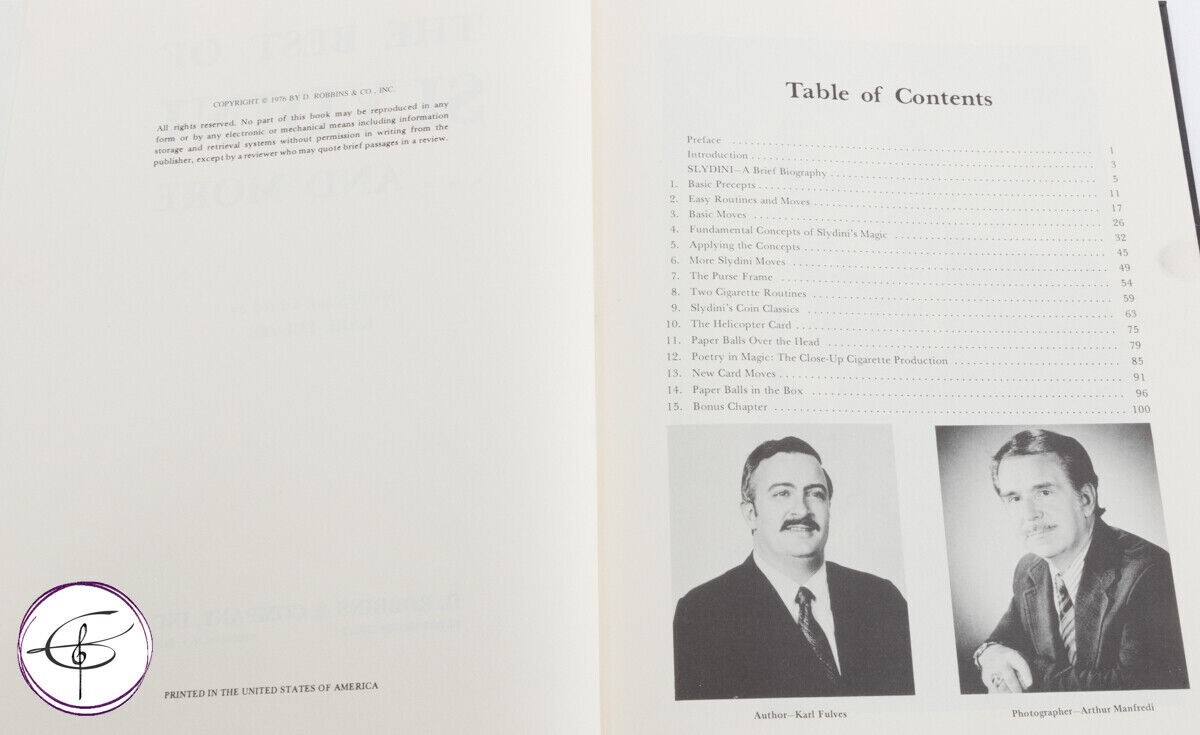 COPYRIGHT © 1976 BY D. ROBBINS & CO., INC.
All rights reserved. No part of this book may be reproduced in any
form or by any electronic or mechanical means including information
storage and retrieval systems without permission in writing from the
publisher, except by a reviewer who may quote brief passages in a review.
PRINTED IN THE UNITED STATES OF AMERICA
Table of Contents
Preface . . . . . . . . . . 1
Introduction . . . . . . . . . . 3
SLYDINI—A Brief Biography . . . . . . . . . . 5
1. Basic Precepts . . . . . . . . . . 11
2. Easy Routines and Moves . . . . . . . . . . 17
3. Basic Moves . . . . . . . . . . 26
4. Fundamental Concepts of Slydini's Magic . . . . . . . . . . 32
5. Applying the Concepts . . . . . . . . . . 45
6. More Slydini Moves . . . . . . . . . . 49
7. The Purse Frame . . . . . . . . . . 54
8. Two Cigarette Routines . . . . . . . . . . 59
9. Slydini's Coin Classics . . . . . . . . . . 63
10. The Helicopter Card . . . . . . . . . . 75
11. Paper Balls Over the Head . . . . . . . . . . 79
12. Poetry in Magic: The Close-Up Cigarette Production . . . . . . . . . . 85
13. New Card Moves . . . . . . . . . . 91
14. Paper Balls in the Box . . . . . . . . . . 96
15. Bonus Chapter . . . . . . . . . . 100
Author—Karl Fulves
Photographer—Arthur Manfredi